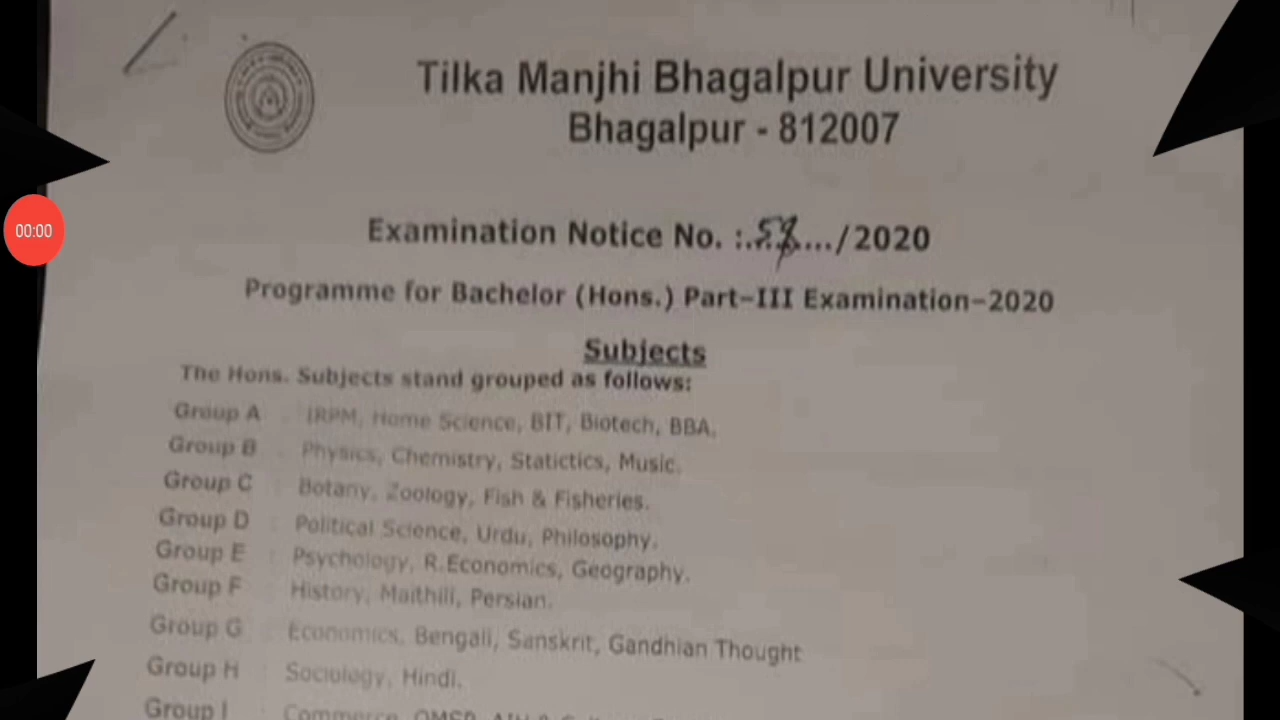 Tilka Manjhi Bhagalpur University
Bhagalpur - 812007
00:00
Examination Notice No. :.......…/2020
Programme for Bachelor (Hons.) Part-III Examination-2020
Subjects
The Hons. Subjects stand grouped as follows:
Group A : IRPM, Home Science, BIT, Biotech, BBA.
Group B : Physics, Chemistry, Statictics, Music.
Group C : Botany, Zoology, Fish & Fisheries.
Group D : Political Science, Urdu, Philosophy.
Group E : Psychology, R.Economics, Geography.
Group F : History, Maithili, Persian.
Group G : Economics, Bengali, Sanskrit, Gandhian Thought
Group H : Sociology, Hindi.
Group I : Commerce,